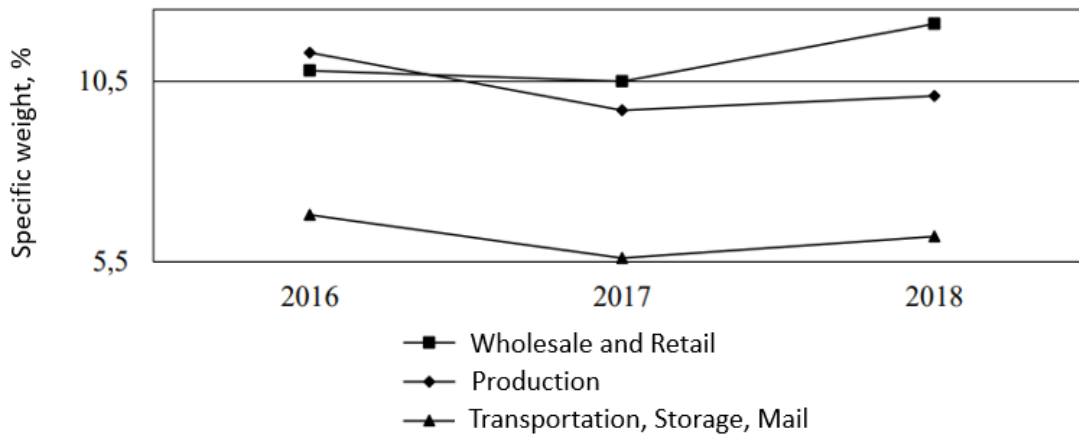 Specific weight, %
10,5
5,5
2016 2017 2018
Wholesale and Retail
Production
Transportation, Storage, Mail